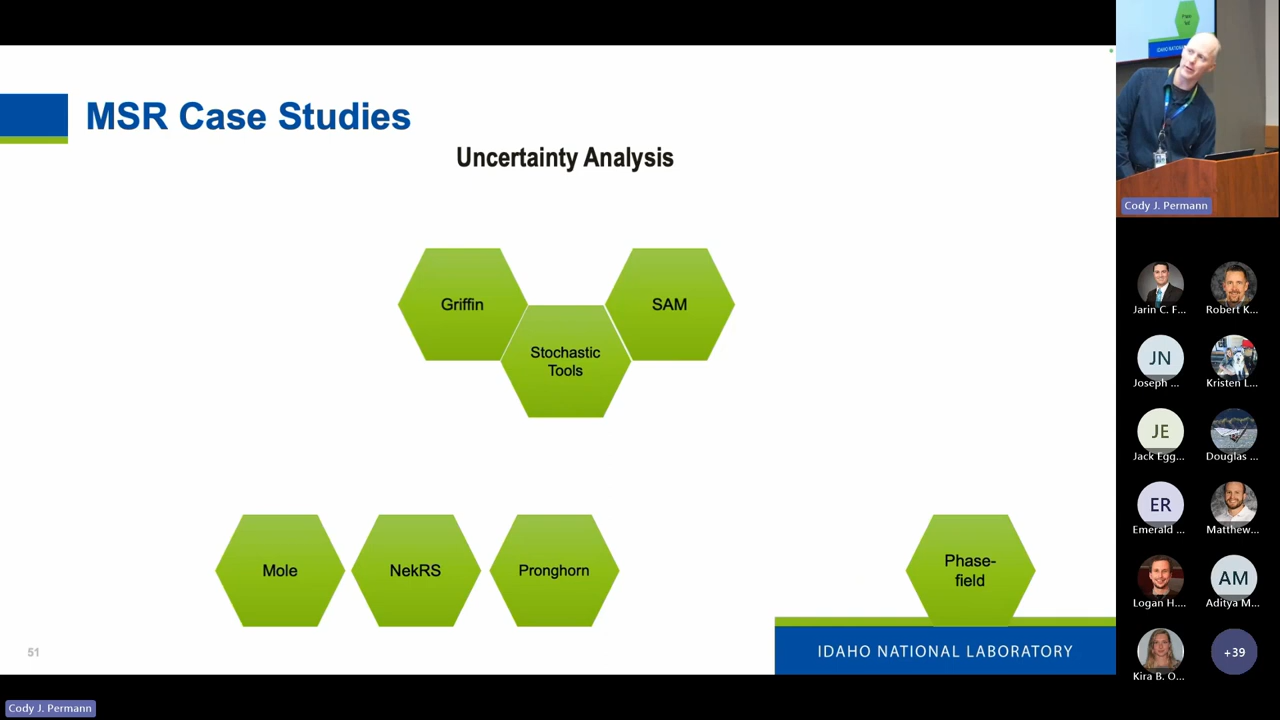 MSR Case Studies
Uncertainty Analysis
Griffin
SAM
Stochastic
Tools
Mole
NekRS
Pronghorn
Phase-
field
51
IDAHO NATIONAL LABORATORY
Cody J. Permann
Cody J. Permann
Jarin C. F...
Robert K...
JN
Joseph ...
Kristen L...
JE
Jack Egg...
Douglas ...
ER
Emerald ...
Matthew...
Logan H....
AM
Aditya M...
Kira B. O...
+39